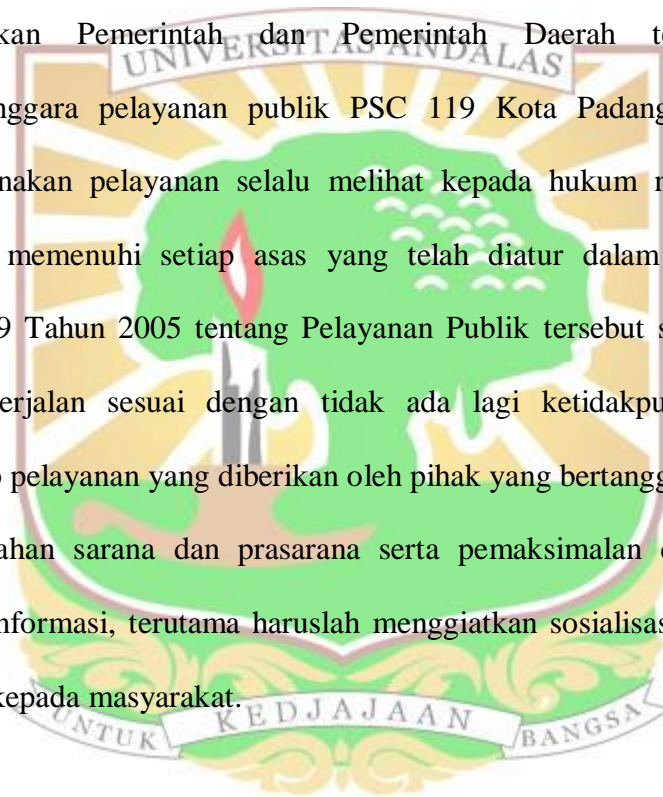 kan Pemerintah dan Pemerintah Daerah te
UNIVERSITAS ANDALAS
nggara pelayanan publik PSC 119 Kota Padang
nakan pelayanan selalu melihat kepada hukum
memenuhi setiap asas yang telah diatur dalam
9 Tahun 2005 tentang Pelayanan Publik tersebut s
erjalan sesuai dengan tidak ada lagi ketidakpu
pelayanan yang diberikan oleh pihak yang bertangg
ahan sarana dan prasarana serta pemaksimalan
nformasi, terutama haruslah menggiatkan sosialisas
kepada masyarakat.
UNTUK KEDJAJAAN BANGSA